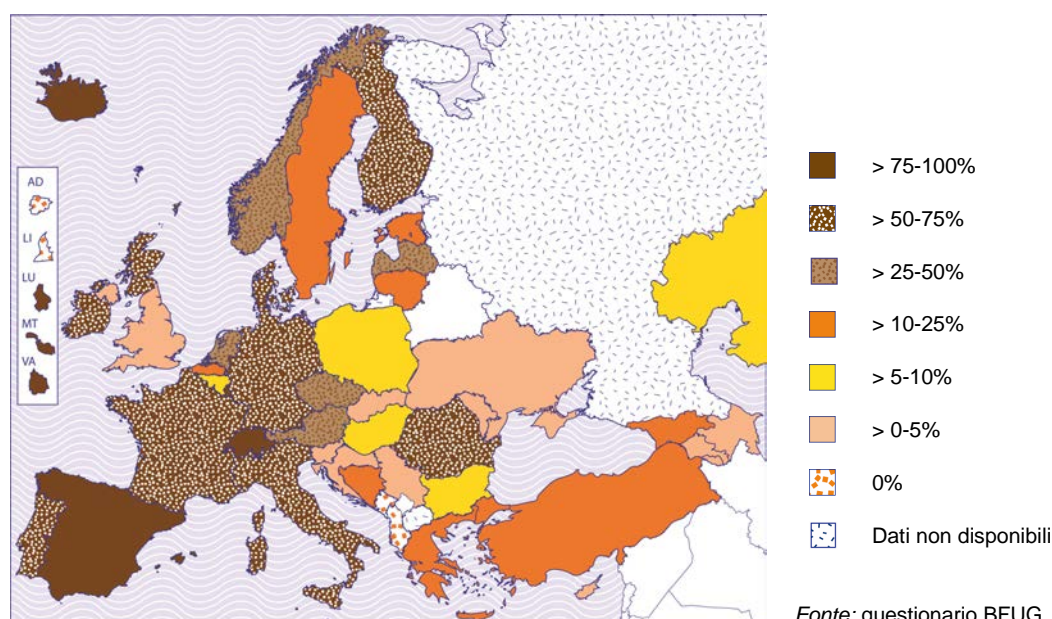 AD
LI
LU
MT
VA
> 75-100%
> 50-75%
> 25-50%
> 10-25%
> 5-10%
> 0-5%
0%
Dati non disponibili
Fonte: questionario BFUG